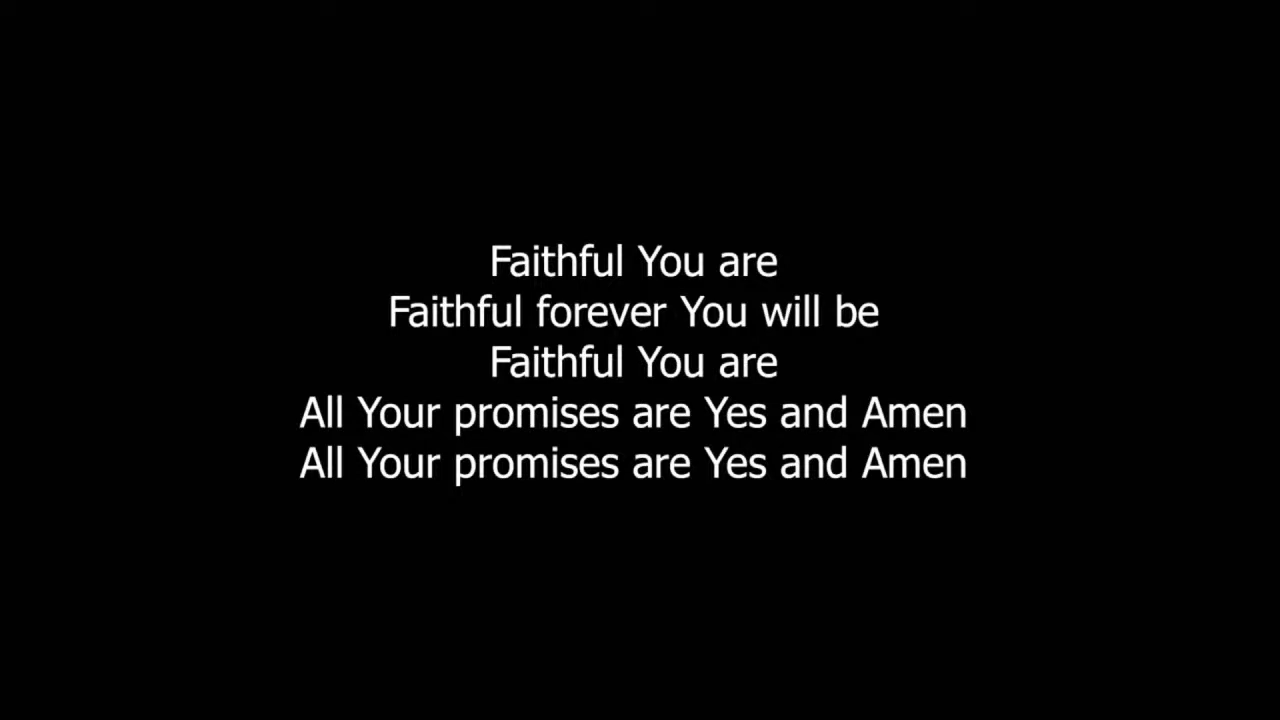 Faithful You are
Faithful forever You will be
Faithful You are
All Your promises are Yes and Amen
All Your promises are Yes and Amen